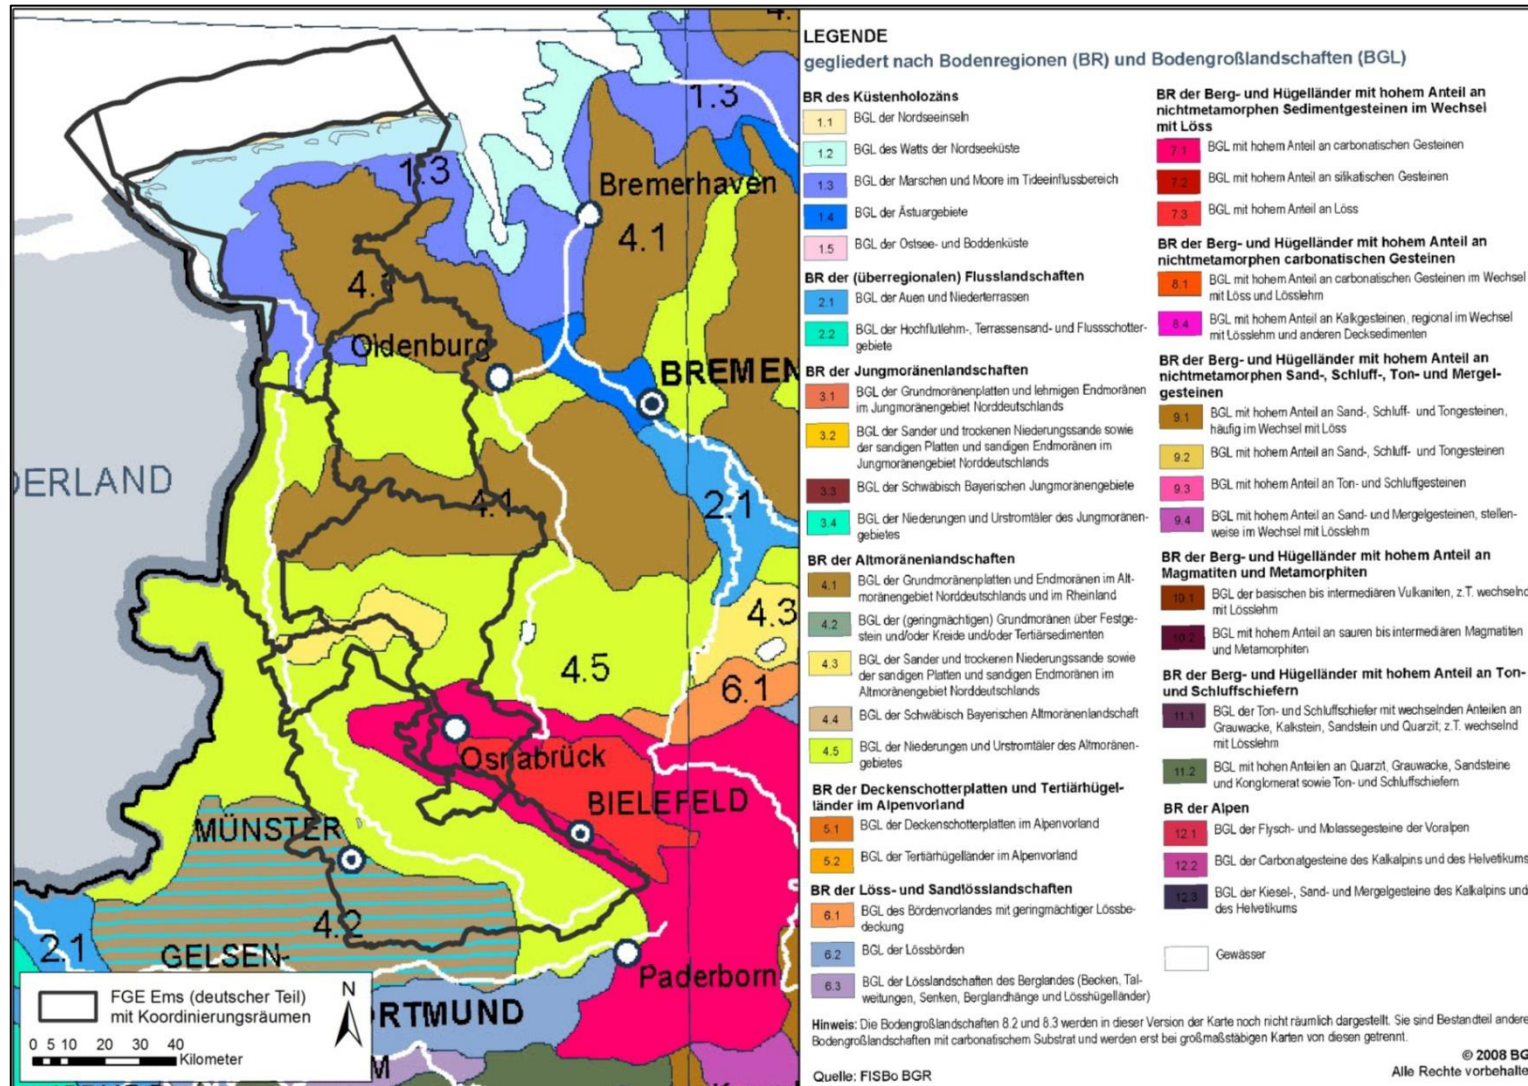 4.
1.3
1.3
Bremerhaven
4.1
4.1
Oldenburg
BREMEN
DERLAND
4.1
2.1
4.3
4.5
6.1
Osnabrück
BIELEFELD
MÜNSTER
4.2
2.1
GELSEN-
Paderborn
ORTMUND
M
FGE Ems (deutscher Teil)
mit Koordinierungsräumen
N
0 5 10 20 30 40
Kilometer
LEGENDE
gegliedert nach Bodenregionen (BR) und Bodengroßlandschaften (BGL)
BR des Küstenholozäns
1.1 BGL der Nordseeinseln
1.2 BGL des Watts der Nordseeküste
1.3 BGL der Marschen und Moore im Tideeinflussbereich
1.4 BGL der Ästuargebiete
1.5 BGL der Ostsee- und Boddenküste
BR der (überregionalen) Flusslandschaften
2.1 BGL der Auen und Niederterrassen
2.2 BGL der Hochflutlehm-, Terrassensand- und Flussschotter-
gebiete
BR der Jungmoränenlandschaften
3.1 BGL der Grundmoränenplatten und lehmigen Endmoränen
im Jungmoränengebiet Norddeutschlands
3.2 BGL der Sander und trockenen Niederungssande sowie
der sandigen Platten und sandigen Endmoränen im
Jungmoränengebiet Norddeutschlands
3.3 BGL der Schwäbisch Bayerischen Jungmoränengebiete
3.4 BGL der Niederungen und Urstromtäler des Jungmoränen-
gebietes
BR der Altmoränenlandschaften
4.1 BGL der Grundmoränenplatten und Endmoränen im Alt-
moränengebiet Norddeutschlands und im Rheinland
4.2 BGL der (geringmächtigen) Grundmoränen über Festge-
stein und/oder Kreide und/oder Tertiärsedimenten
4.3 BGL der Sander und trockenen Niederungssande sowie
der sandigen Platten und sandigen Endmoränen im
Altmoränengebiet Norddeutschlands
4.4 BGL der Schwäbisch Bayerischen Altmoränenlandschaft
4.5 BGL der Niederungen und Urstromtäler des Altmoränen-
gebietes
BR der Deckenschotterplatten und Tertiärhügel-
länder im Alpenvorland
5.1 BGL der Deckenschotterplatten im Alpenvorland
5.2 BGL der Tertiärhügelländer im Alpenvorland
BR der Löss- und Sandlösslandschaften
6.1 BGL des Bördenvorlandes mit geringmächtiger Lössbe-
deckung
6.2 BGL der Lössbörden
6.3 BGL der Lösslandschaften des Berglandes (Becken, Tal-
weitungen, Senken, Berglandhänge und Lösshügelländer)
BR der Berg- und Hügelländer mit hohem Anteil an
nichtmetamorphen Sedimentgesteinen im Wechsel
mit Löss
7.1 BGL mit hohem Anteil an carbonatischen Gesteinen
7.2 BGL mit hohem Anteil an silikatischen Gesteinen
7.3 BGL mit hohem Anteil an Löss
BR der Berg- und Hügelländer mit hohem Anteil an
nichtmetamorphen carbonatischen Gesteinen
8.1 BGL mit hohem Anteil an carbonatischen Gesteinen im Wechsel
mit Löss und Lösslehm
8.4 BGL mit hohem Anteil an Kalkgesteinen, regional im Wechsel
mit Lösslehm und anderen Decksedimenten
BR der Berg- und Hügelländer mit hohem Anteil an
nichtmetamorphen Sand-, Schluff-, Ton- und Mergel-
gesteinen
9.1 BGL mit hohem Anteil an Sand-, Schluff- und Tongesteinen,
häufig im Wechsel mit Löss
9.2 BGL mit hohem Anteil an Sand-, Schluff- und Tongesteinen
9.3 BGL mit hohem Anteil an Ton- und Schluffgesteinen
9.4 BGL mit hohem Anteil an Sand- und Mergelgesteinen, stellen-
weise im Wechsel mit Lösslehm
BR der Berg- und Hügelländer mit hohem Anteil an
Magmatiten und Metamorphiten
10.1 BGL der basischen bis intermediären Vulkaniten, z.T. wechselnd
mit Lösslehm
10.2 BGL mit hohem Anteil an sauren bis intermediären Magmatiten
und Metamorphiten
BR der Berg- und Hügelländer mit hohem Anteil an Ton-
und Schluffschiefern
11.1 BGL der Ton- und Schluffschiefer mit wechselnden Anteilen an
Grauwacke, Kalkstein, Sandstein und Quarzit; z.T. wechselnd
mit Lösslehm
11.2 BGL mit hohen Anteilen an Quarzit, Grauwacke, Sandsteine
und Konglomerat sowie Ton- und Schluffschiefern
BR der Alpen
12.1 BGL der Flysch- und Molassegesteine der Voralpen
12.2 BGL der Carbonatgesteine des Kalkalpins und des Helvetikums
12.3 BGL der Kiesel-, Sand- und Mergelgesteine des Kalkalpins und
des Helvetikums
Gewässer
Hinweis: Die Bodengroßlandschaften 8.2 und 8.3 werden in dieser Version der Karte noch nicht räumlich dargestellt. Sie sind Bestandteil andere
Bodengroßlandschaften mit carbonatischem Substrat und werden erst bei großmaßstäbigen Karten von diesen getrennt.
© 2008 BG
Alle Rechte vorbehalte
Quelle: FISBo BGR